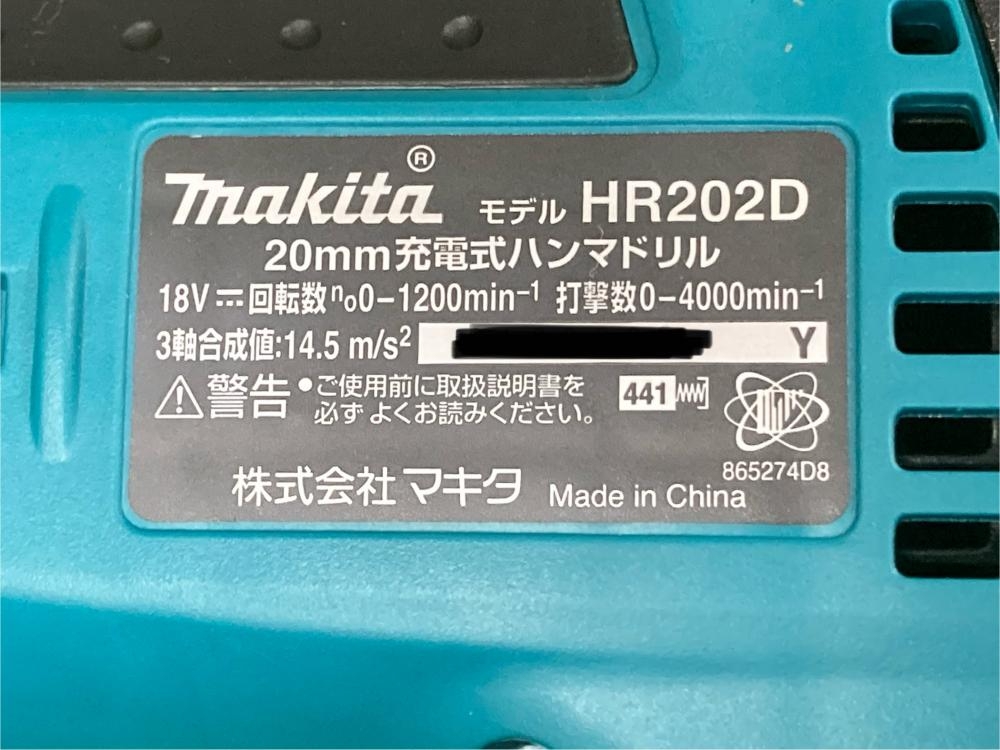 makita® モデル HR202D
20mm充電式ハンマドリル
18V⎓回転数n₀0-1200min⁻¹ 打撃数0-4000min⁻¹
3軸合成値:14.5 m/s² Y
⚠警告 •ご使用前に取扱説明書を
必ずよくお読みください。
441
865274D8
株式会社マキタ Made in China